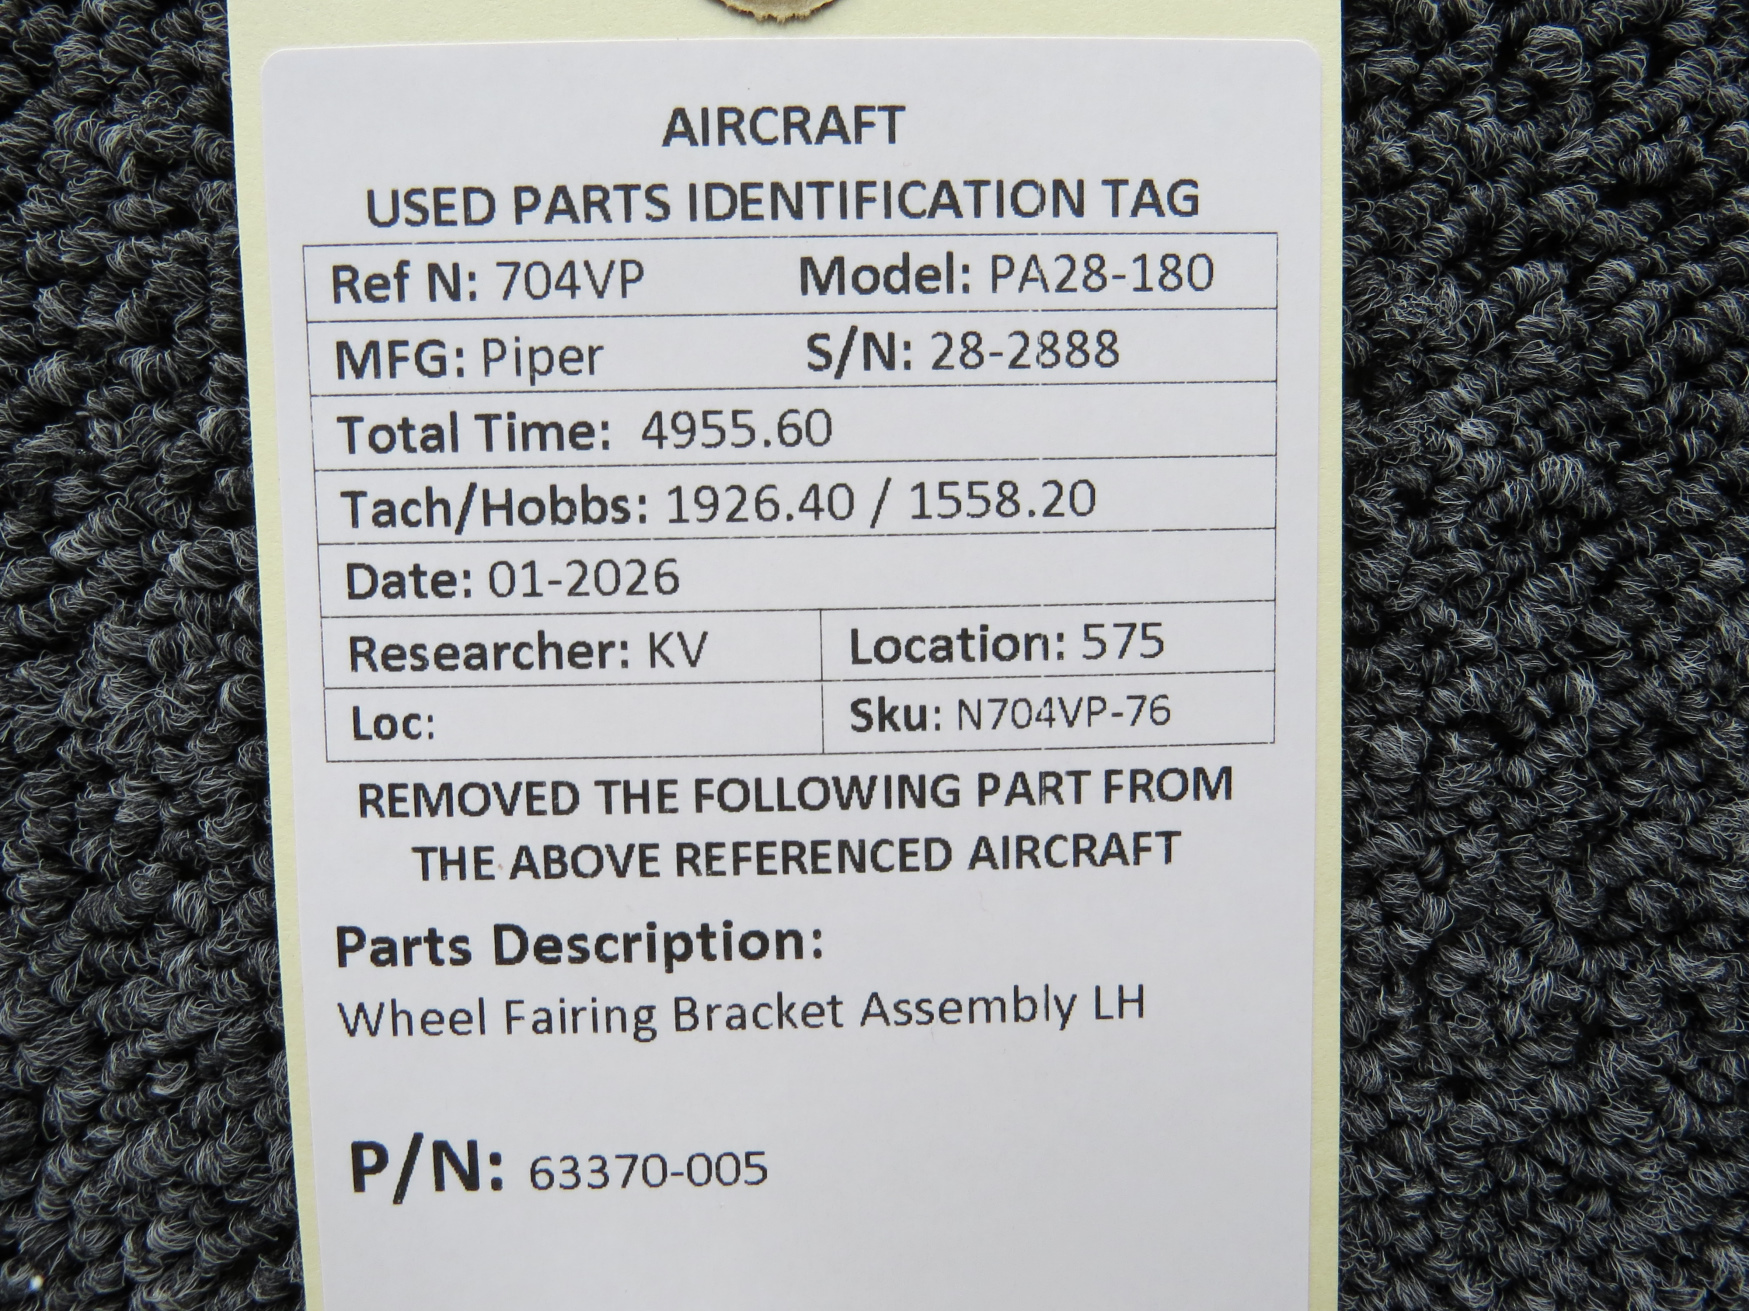 AIRCRAFT
USED PARTS IDENTIFICATION TAG
Ref N: 704VP Model: PA28-180
MFG: Piper S/N: 28-2888
Total Time: 4955.60
Tach/Hobbs: 1926.40 / 1558.20
Date: 01-2026
Researcher: KV Location: 575
Loc: Sku: N704VP-76
REMOVED THE FOLLOWING PART FROM
THE ABOVE REFERENCED AIRCRAFT
Parts Description:
Wheel Fairing Bracket Assembly LH
P/N: 63370-005